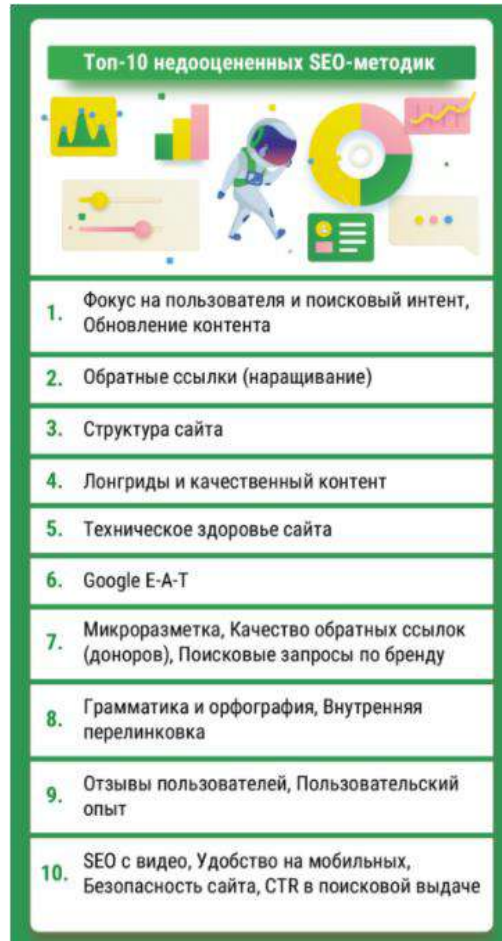 Топ-10 недооцененных SEO-методик
1. Фокус на пользователя и поисковый интент,
Обновление контента
2. Обратные ссылки (наращивание)
3. Структура сайта
4. Лонгриды и качественный контент
5. Техническое здоровье сайта
6. Google E-A-T
7. Микроразметка, Качество обратных ссылок
(доноров), Поисковые запросы по бренду
8. Грамматика и орфография, Внутренняя
перелинковка
9. Отзывы пользователей, Пользовательский
опыт
10. SEO с видео, Удобство на мобильных,
Безопасность сайта, CTR в поисковой выдаче